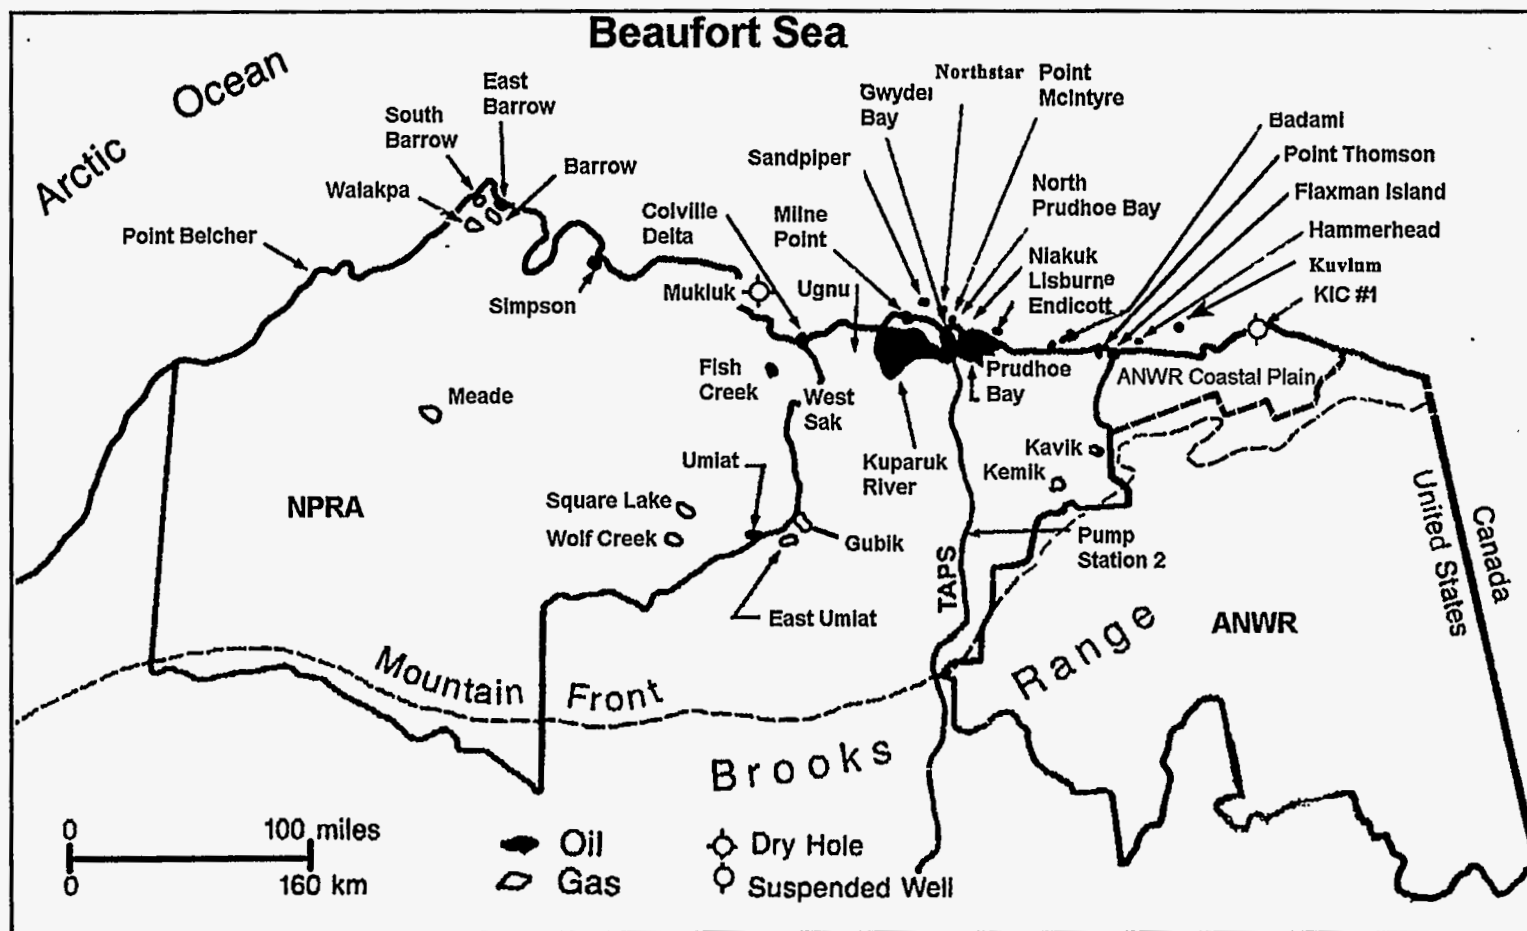 Beaufort Sea
Arctic Ocean
East
Barrow
South
Barrow
Barrow
Walakpa
Point Belcher
Simpson
Colville
Delta
Mukluk
Sandpiper
Milne
Point
Ugnu
Gwyder
Bay
Northstar
Point
McIntyre
North
Prudhoe Bay
Niakuk
Lisburne
Endicott
Badami
Point Thomson
Flaxman Island
Hammerhead
Kuvlum
KIC #1
Prudhoe
Bay
ANWR Coastal Plain
Fish
Creek
West
Sak
Meade
Kuparuk
River
Kavik
Kemik
Umiat
Square Lake
Wolf Creek
NPRA
Gubik
East Umiat
Pump
Station 2
TAPS
ANWR
United States
Canada
Mountain Front
Brooks Range
0 100 miles
0 160 km
Oil
Gas
Dry Hole
Suspended Well